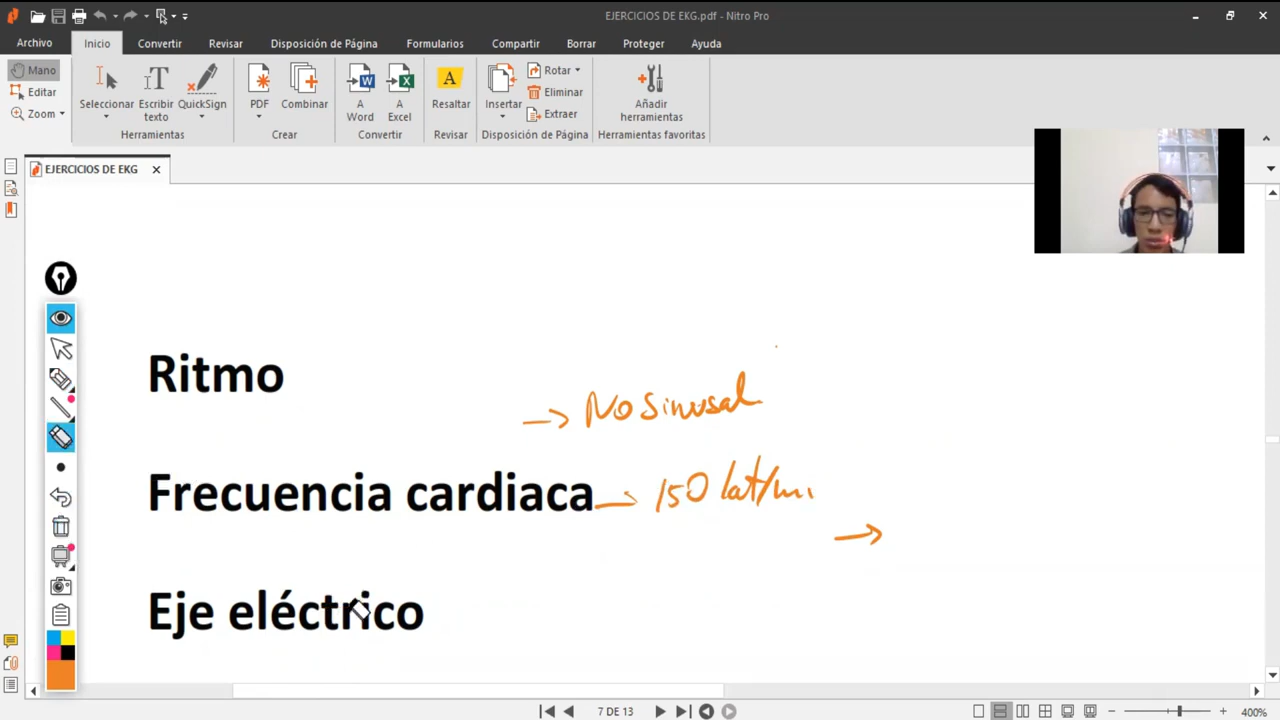 EJERCICIOS DE EKG.pdf - Nitro Pro
Archivo Inicio Convertir Revisar Disposición de Página Formularios Compartir Borrar Proteger Ayuda
Mano
Editar
Zoom
Seleccionar
Escribir texto
QuickSign
PDF
Combinar
A Word
A Excel
Resaltar
Insertar
Rotar
Eliminar
Extraer
Añadir herramientas
Herramientas Crear Convertir Revisar Disposición de Página Herramientas favoritas
EJERCICIOS DE EKG
Ritmo
→ No Sinusal
Frecuencia cardiaca → 150 lat/mi
→
Eje eléctrico
7 DE 13
400%